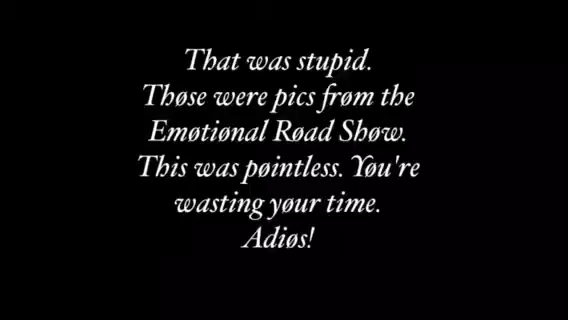 That was stupid.
Thøse were pics frøm the
Emøtiønal Røad Shøw.
This was pøintless. Yøu're
wasting yøur time.
Adiøs!